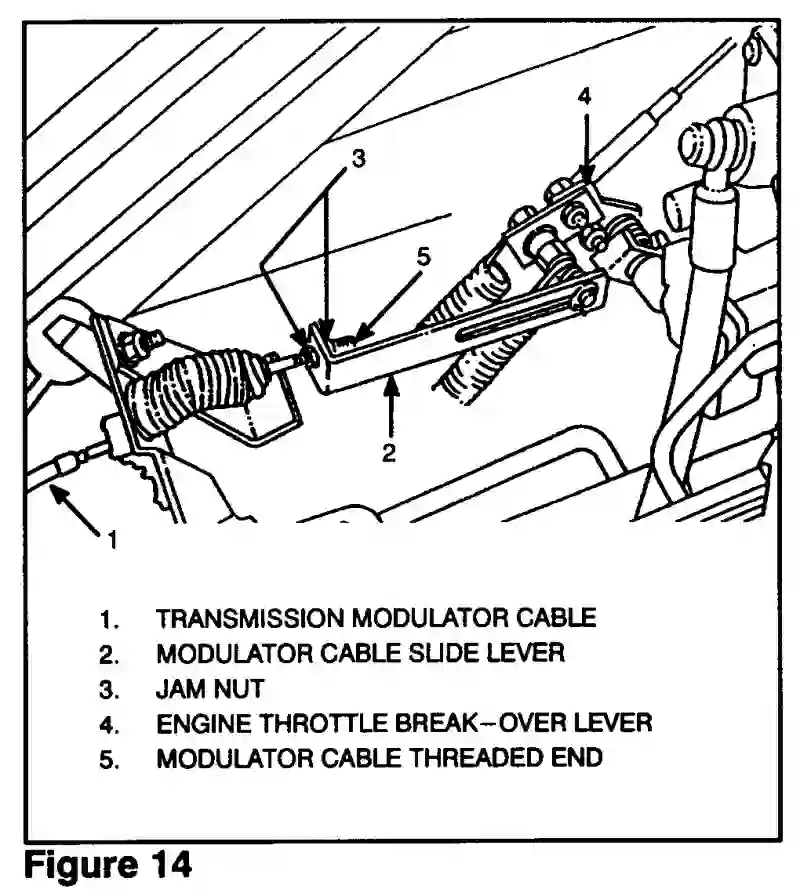 4
3
5
2
1
1. TRANSMISSION MODULATOR CABLE
2. MODULATOR CABLE SLIDE LEVER
3. JAM NUT
4. ENGINE THROTTLE BREAK-OVER LEVER
5. MODULATOR CABLE THREADED END
Figure 14